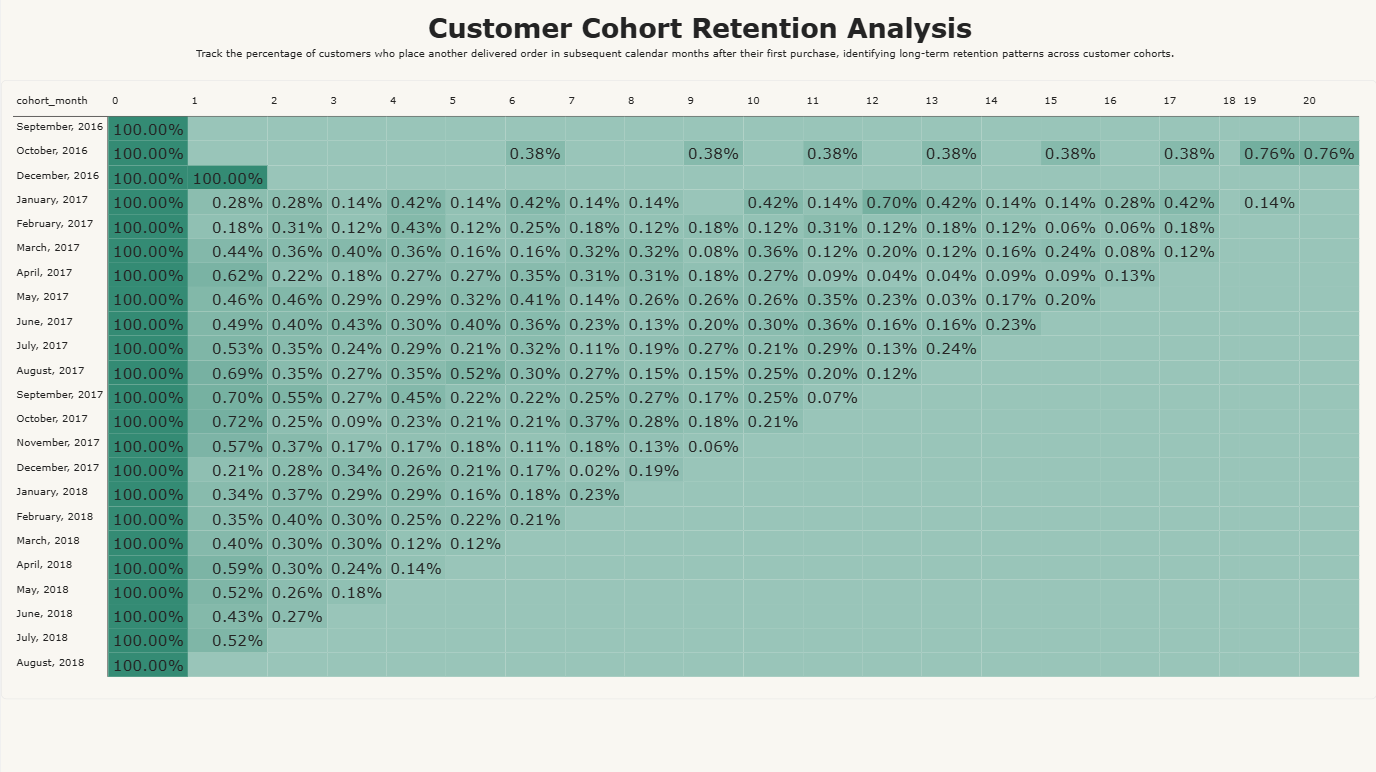 Customer Cohort Retention Analysis
Track the percentage of customers who place another delivered order in subsequent calendar months after their first purchase, identifying long-term retention patterns across customer cohorts.
cohort_month 0 1 2 3 4 5 6 7 8 9 10 11 12 13 14 15 16 17 18 19 20
September, 2016 100.00%
October, 2016 100.00% 0.38% 0.38% 0.38% 0.38% 0.38% 0.38% 0.76% 0.76%
December, 2016 100.00% 100.00%
January, 2017 100.00% 0.28% 0.28% 0.14% 0.42% 0.14% 0.42% 0.14% 0.14% 0.42% 0.14% 0.70% 0.42% 0.14% 0.14% 0.28% 0.42% 0.14%
February, 2017 100.00% 0.18% 0.31% 0.12% 0.43% 0.12% 0.25% 0.18% 0.12% 0.18% 0.12% 0.31% 0.12% 0.18% 0.12% 0.06% 0.06% 0.18%
March, 2017 100.00% 0.44% 0.36% 0.40% 0.36% 0.16% 0.16% 0.32% 0.32% 0.08% 0.36% 0.12% 0.20% 0.12% 0.16% 0.24% 0.08% 0.12%
April, 2017 100.00% 0.62% 0.22% 0.18% 0.27% 0.27% 0.35% 0.31% 0.31% 0.18% 0.27% 0.09% 0.04% 0.04% 0.09% 0.09% 0.13%
May, 2017 100.00% 0.46% 0.46% 0.29% 0.29% 0.32% 0.41% 0.14% 0.26% 0.26% 0.26% 0.35% 0.23% 0.03% 0.17% 0.20%
June, 2017 100.00% 0.49% 0.40% 0.43% 0.30% 0.40% 0.36% 0.23% 0.13% 0.20% 0.30% 0.36% 0.16% 0.16% 0.23%
July, 2017 100.00% 0.53% 0.35% 0.24% 0.29% 0.21% 0.32% 0.11% 0.19% 0.27% 0.21% 0.29% 0.13% 0.24%
August, 2017 100.00% 0.69% 0.35% 0.27% 0.35% 0.52% 0.30% 0.27% 0.15% 0.15% 0.25% 0.20% 0.12%
September, 2017 100.00% 0.70% 0.55% 0.27% 0.45% 0.22% 0.22% 0.25% 0.27% 0.17% 0.25% 0.07%
October, 2017 100.00% 0.72% 0.25% 0.09% 0.23% 0.21% 0.21% 0.37% 0.28% 0.18% 0.21%
November, 2017 100.00% 0.57% 0.37% 0.17% 0.17% 0.18% 0.11% 0.18% 0.13% 0.06%
December, 2017 100.00% 0.21% 0.28% 0.34% 0.26% 0.21% 0.17% 0.02% 0.19%
January, 2018 100.00% 0.34% 0.37% 0.29% 0.29% 0.16% 0.18% 0.23%
February, 2018 100.00% 0.35% 0.40% 0.30% 0.25% 0.22% 0.21%
March, 2018 100.00% 0.40% 0.30% 0.30% 0.12% 0.12%
April, 2018 100.00% 0.59% 0.30% 0.24% 0.14%
May, 2018 100.00% 0.52% 0.26% 0.18%
June, 2018 100.00% 0.43% 0.27%
July, 2018 100.00% 0.52%
August, 2018 100.00%